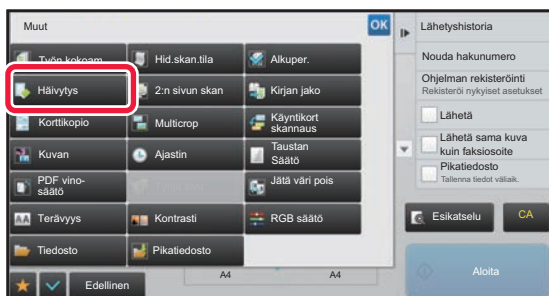 Muut
OK
Työn kokoam.
Hid.skan.tila
Alkuper.
Häivytys
2:n sivun skan
Kirjan jako
Korttikopio
Multicrop
Käyntikort
skannaus
Kuvan
Ajastin
Taustan
Säätö
PDF vino-
säätö
Jätä väri pois
Terävyys
Kontrasti
RGB säätö
Tiedosto
Pikatiedosto
Edellinen
A4
A4
Lähetyshistoria
Nouda hakunumero
Ohjelman rekisteröinti
Rekisteröi nykyiset asetukset
Lähetä
Lähetä sama kuva
kuin faksiosoite
Pikatiedosto
Tallenna tiedot väliaik.
Esikatselu
CA
Aloita